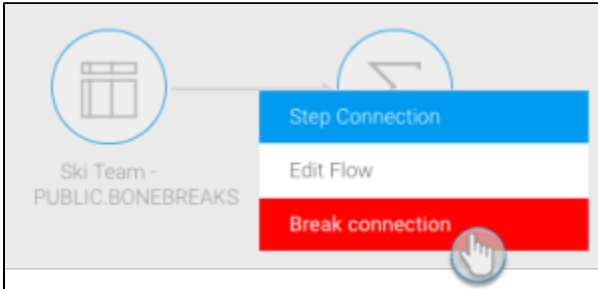 Step Connection
Ski Team -
PUBLIC.BONEBREAKS
Edit Flow
Break connection